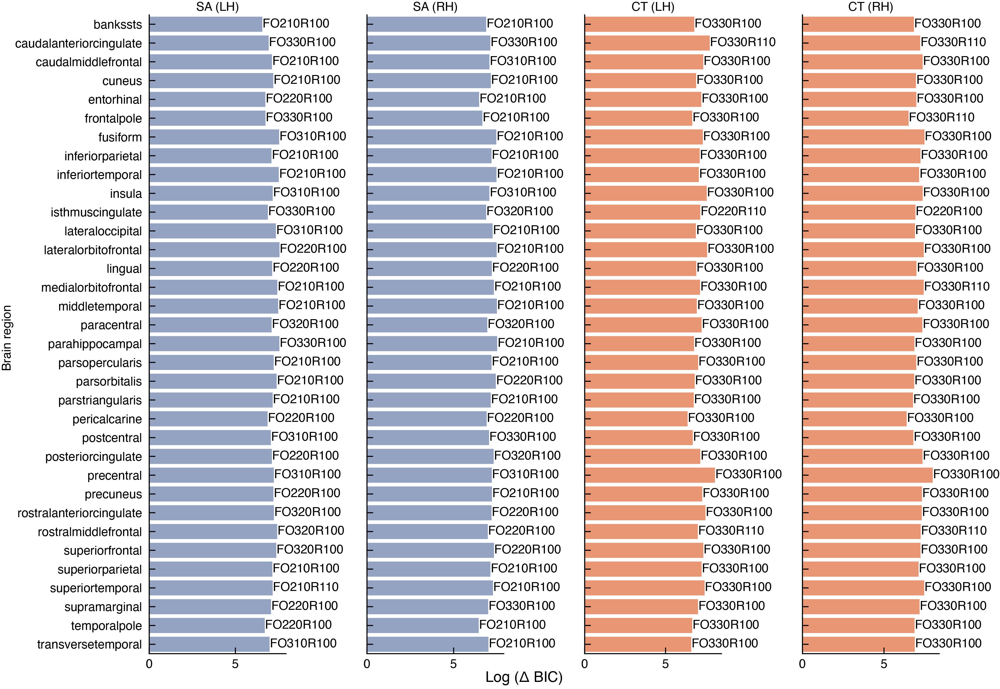 SA (LH) SA (RH) CT (LH) CT (RH)
bankssts FO210R100 FO210R100 FO330R100 FO330R100
caudalanteriorcingulate FO330R100 FO330R100 FO330R110 FO330R110
caudalmiddlefrontal FO210R100 FO310R100 FO330R100 FO330R100
cuneus FO210R100 FO210R100 FO330R100 FO330R100
entorhinal FO220R100 FO210R100 FO330R100 FO330R100
frontalpole FO330R100 FO210R100 FO330R100 FO330R110
fusiform FO310R100 FO210R100 FO330R100 FO330R100
inferiorparietal FO210R100 FO210R100 FO330R100 FO330R100
inferiortemporal FO210R100 FO210R100 FO330R100 FO330R100
insula FO310R100 FO310R100 FO330R100 FO330R100
isthmuscingulate FO330R100 FO320R100 FO220R110 FO220R100
lateraloccipital FO310R100 FO210R100 FO330R100 FO330R100
lateralorbitofrontal FO220R100 FO210R100 FO330R100 FO330R100
lingual FO220R100 FO220R100 FO330R100 FO330R100
medialorbitofrontal FO210R100 FO210R100 FO330R100 FO330R110
middletemporal FO210R100 FO210R100 FO330R100 FO330R100
paracentral FO320R100 FO320R100 FO330R100 FO330R100
parahippocampal FO330R100 FO210R100 FO330R100 FO330R100
parsopercularis FO210R100 FO210R100 FO330R100 FO330R100
parsorbitalis FO210R100 FO220R100 FO330R100 FO330R100
parstriangularis FO210R100 FO210R100 FO330R100 FO330R100
pericalcarine FO220R100 FO220R100 FO330R100 FO330R100
postcentral FO310R100 FO330R100 FO330R100 FO330R100
posteriorcingulate FO220R100 FO320R100 FO330R100 FO330R100
precentral FO310R100 FO310R100 FO330R100 FO330R100
precuneus FO220R100 FO210R100 FO330R100 FO330R100
rostralanteriorcingulate FO320R100 FO220R100 FO330R100 FO330R100
rostralmiddlefrontal FO320R100 FO220R100 FO330R110 FO330R110
superiorfrontal FO320R100 FO220R100 FO330R100 FO330R100
superiorparietal FO210R100 FO210R100 FO330R100 FO330R100
superiortemporal FO210R110 FO210R100 FO330R100 FO330R100
supramarginal FO220R100 FO330R100 FO330R100 FO330R100
temporalpole FO220R100 FO210R100 FO330R100 FO330R100
transversetemporal FO310R100 FO210R100 FO330R100 FO330R100
0 5 0 5 0 5 0 5
Log (Δ BIC)
Brain region